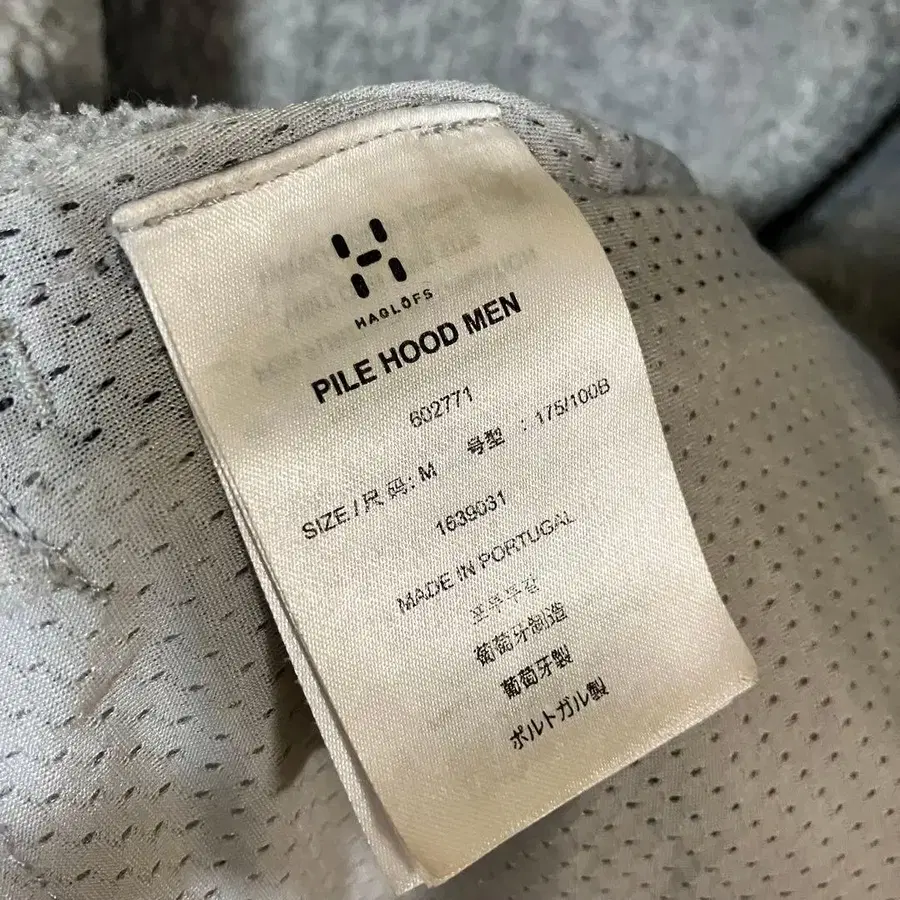 HAGLÖFS
PILE HOOD MEN
602771
SIZE / 尺 码: M 号型 : 175/100B
1639031
MADE IN PORTUGAL
포루투갈
葡萄牙制造
葡萄牙製
ポルトガル製